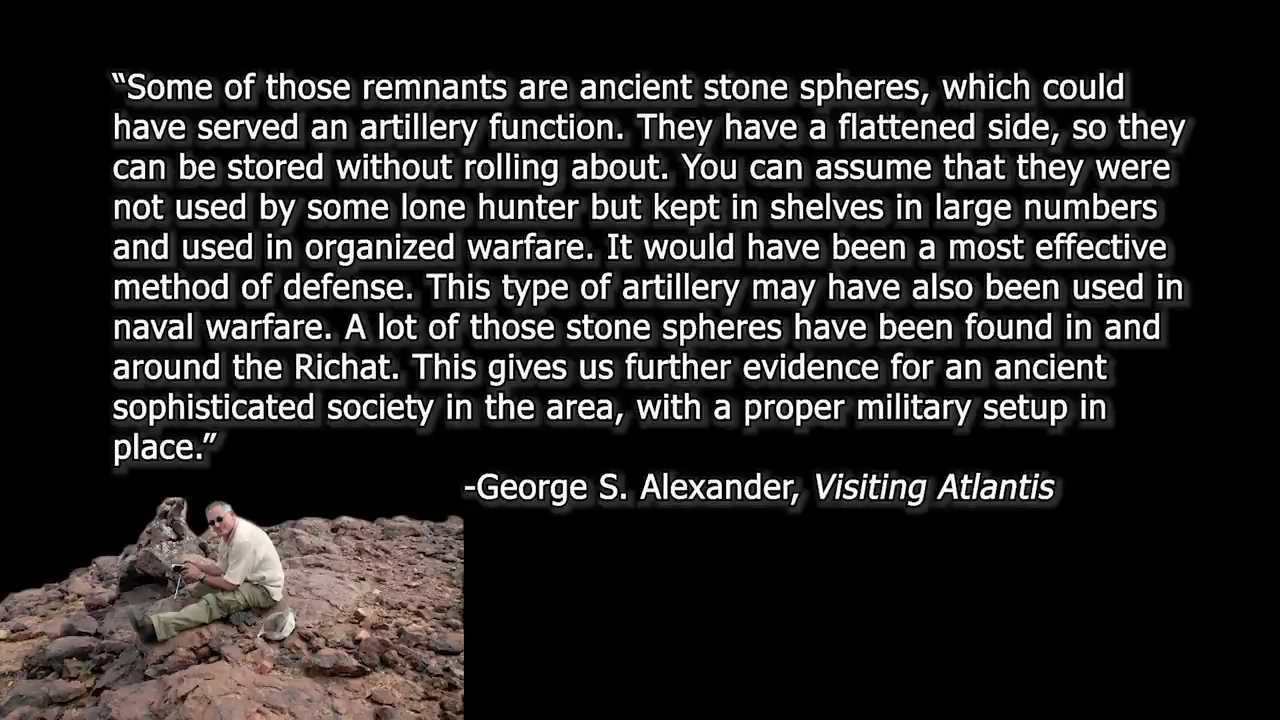 “Some of those remnants are ancient stone spheres, which could
have served an artillery function. They have a flattened side, so they
can be stored without rolling about. You can assume that they were
not used by some lone hunter but kept in shelves in large numbers
and used in organized warfare. It would have been a most effective
method of defense. This type of artillery may have also been used in
naval warfare. A lot of those stone spheres have been found in and
around the Richat. This gives us further evidence for an ancient
sophisticated society in the area, with a proper military setup in
place.”
-George S. Alexander, Visiting Atlantis